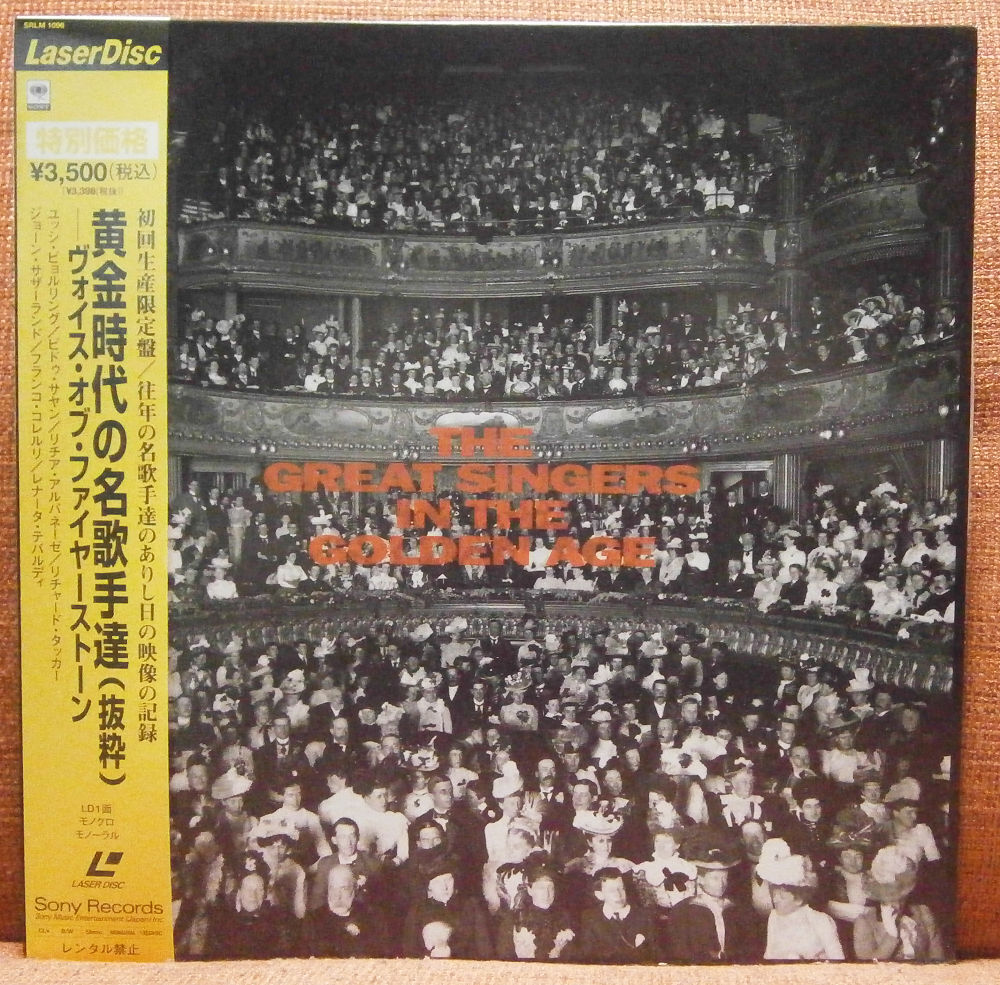 SRLM 1096
LaserDisc
SONY
特別価格
¥3,500(税込)
(¥3,398(税抜))
初回生産限定盤/往年の名歌手達のありし日の映像の記録
黄金時代の名歌手達(抜粋)
──ヴォイス・オブ・ファイヤーストーン
ユッシ・ビョルリング/ビドゥ・サヤン/リチア・アルバネーゼ/リチャード・タッカー
ジョーン・サザーランド/フランコ・コレルリ/レナータ・テバルディ
LD1面
モノクロ
モノーラル
LASER DISC
Sony Records
Sony Music Entertainment (Japan) Inc.
CLV B/W
レンタル禁止
THE
GREAT SINGERS
IN THE
GOLDEN AGE